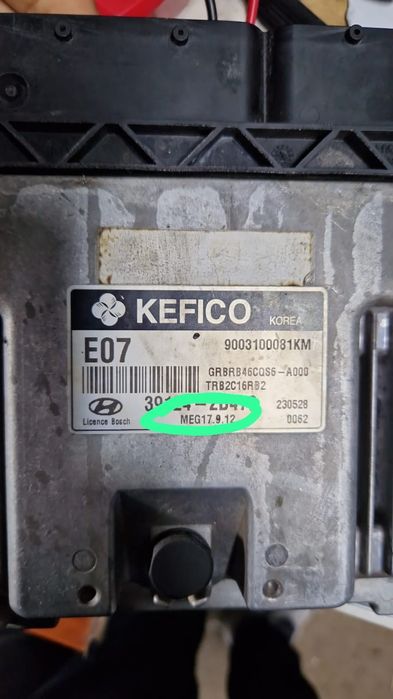 KEFICO KOREA
E07 9003100081KM
GRBRB46CQS6-A000
TRB2C16RB2
230528
Licence Bosch MEG17.9.12 0062